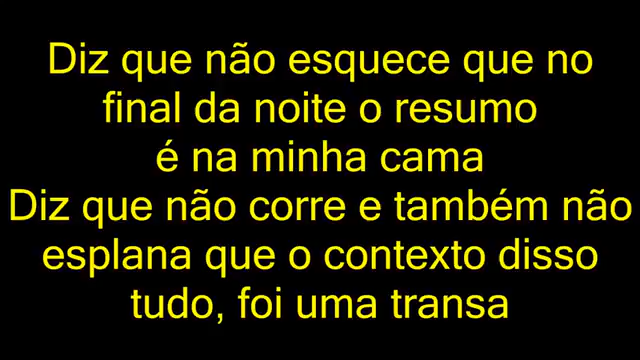 Diz que não esquece que no
final da noite o resumo
é na minha cama
Diz que não corre e também não
esplana que o contexto disso
tudo, foi uma transa